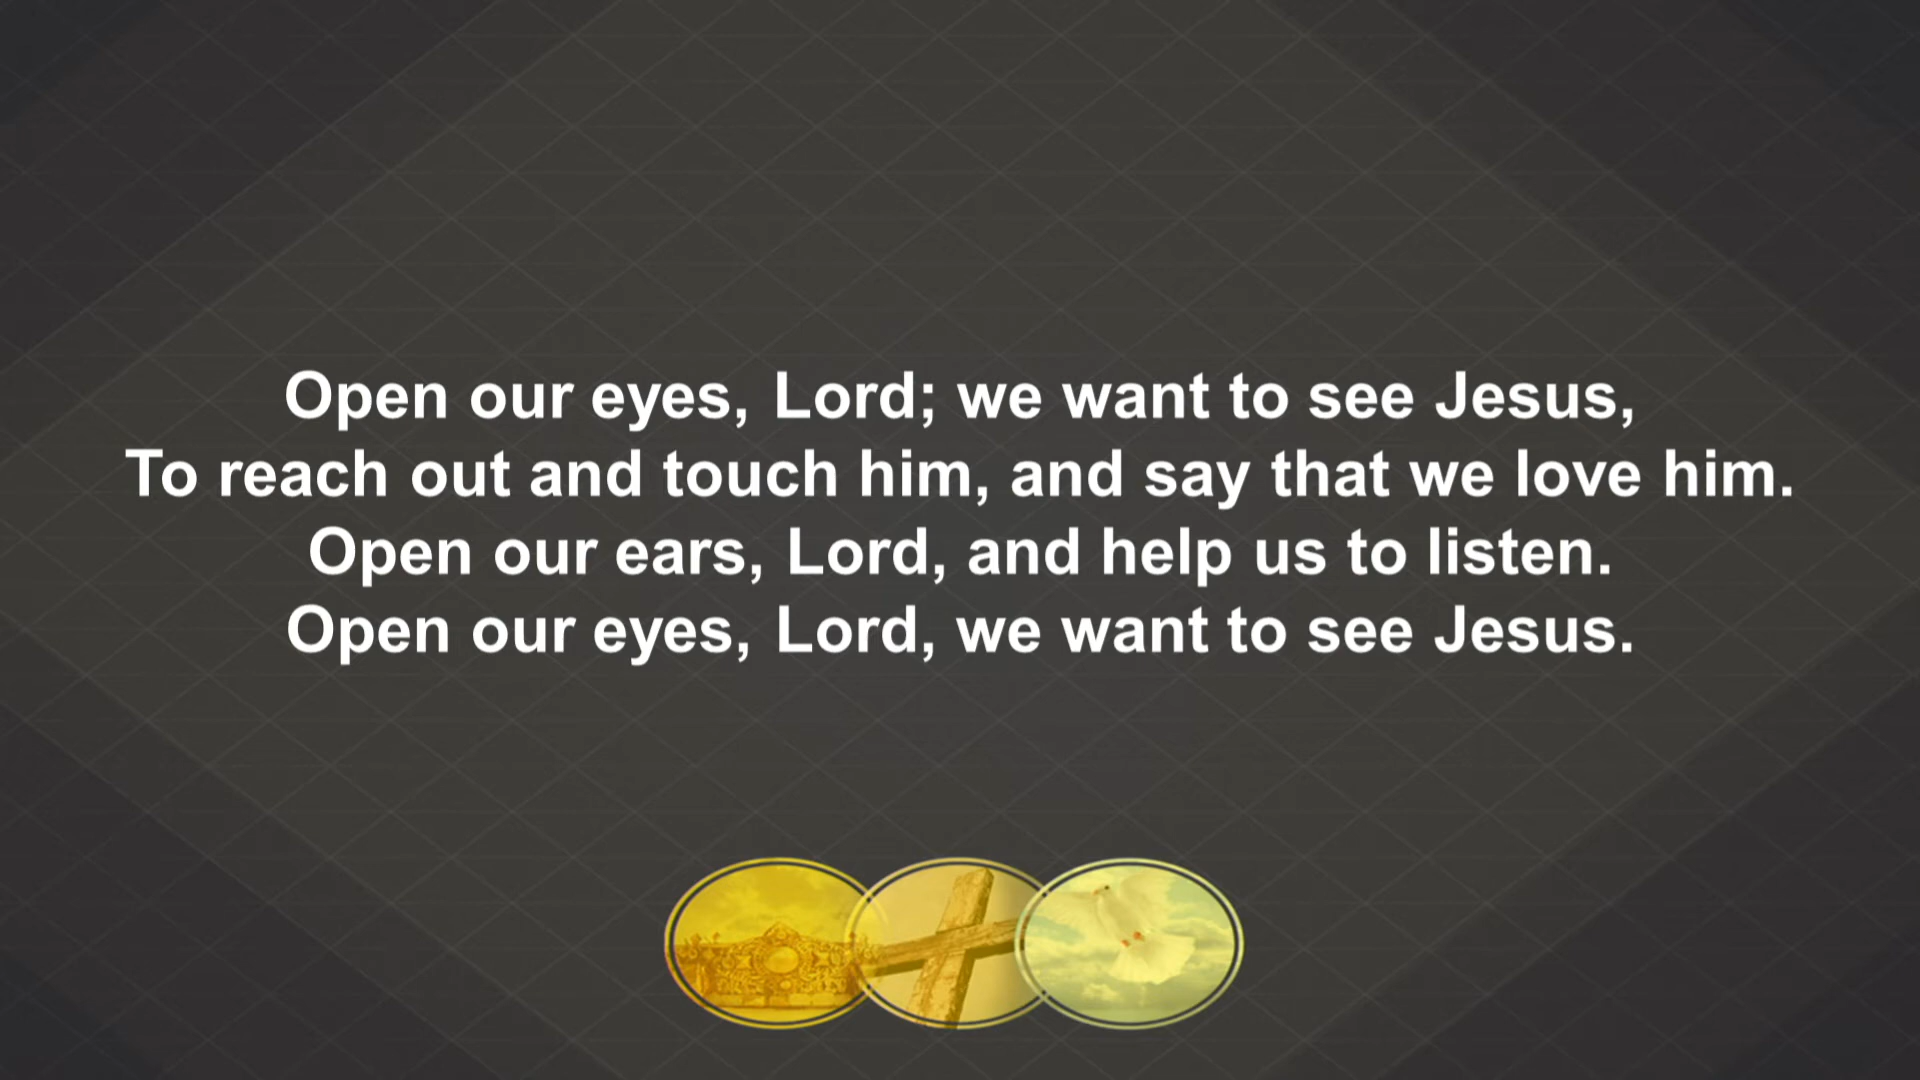 Open our eyes, Lord; we want to see Jesus,
To reach out and touch him, and say that we love him.
Open our ears, Lord, and help us to listen.
Open our eyes, Lord, we want to see Jesus.